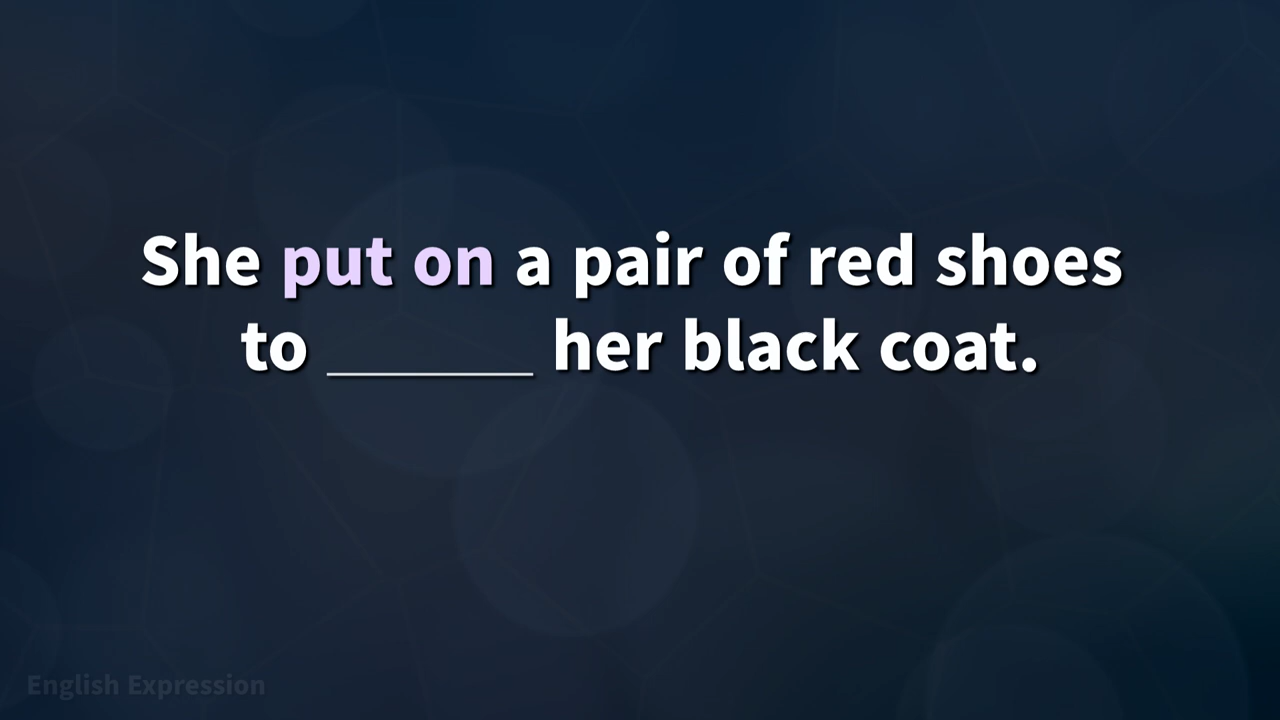 She put on a pair of red shoes
to ______ her black coat.
English Expression